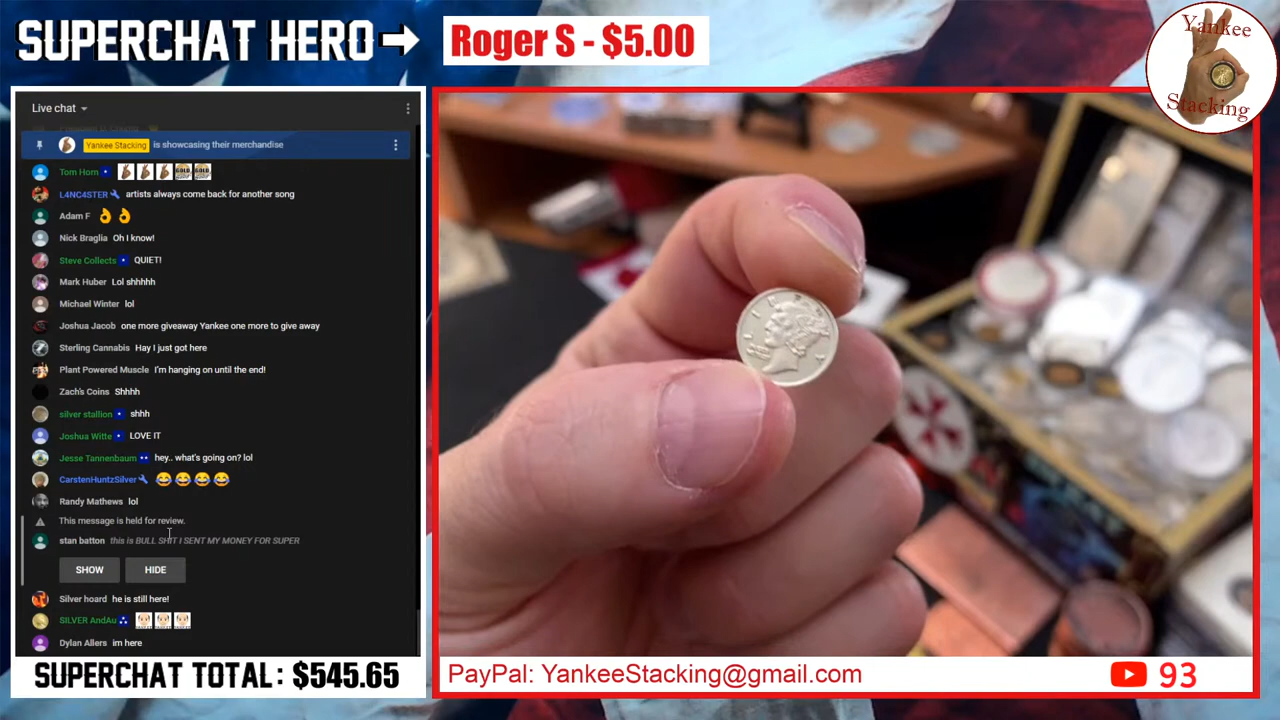 SUPERCHAT HERO
Roger S - $5.00
Yankee
Stacking
Live chat
Yankee Stacking is showcasing their merchandise
Tom Horn
L4NC4STER artists always come back for another song
Adam F
Nick Braglia Oh I know!
Steve Collects QUIET!
Mark Huber Lol shhhhh
Michael Winter lol
Joshua Jacob one more giveaway Yankee one more to give away
Sterling Cannabis Hay I just got here
Plant Powered Muscle I'm hanging on until the end!
Zach's Coins Shhhh
silver stallion shhh
Joshua Witte LOVE IT
Jesse Tannenbaum hey.. what's going on? lol
CarstenHuntzSilver
Randy Mathews lol
This message is held for review.
stan batton this is BULL SHIT I SENT MY MONEY FOR SUPER
SHOW HIDE
Silver hoard he is still here!
SILVER AndAu
Dylan Allers im here
SUPERCHAT TOTAL: $545.65
PayPal: YankeeStacking@gmail.com
93